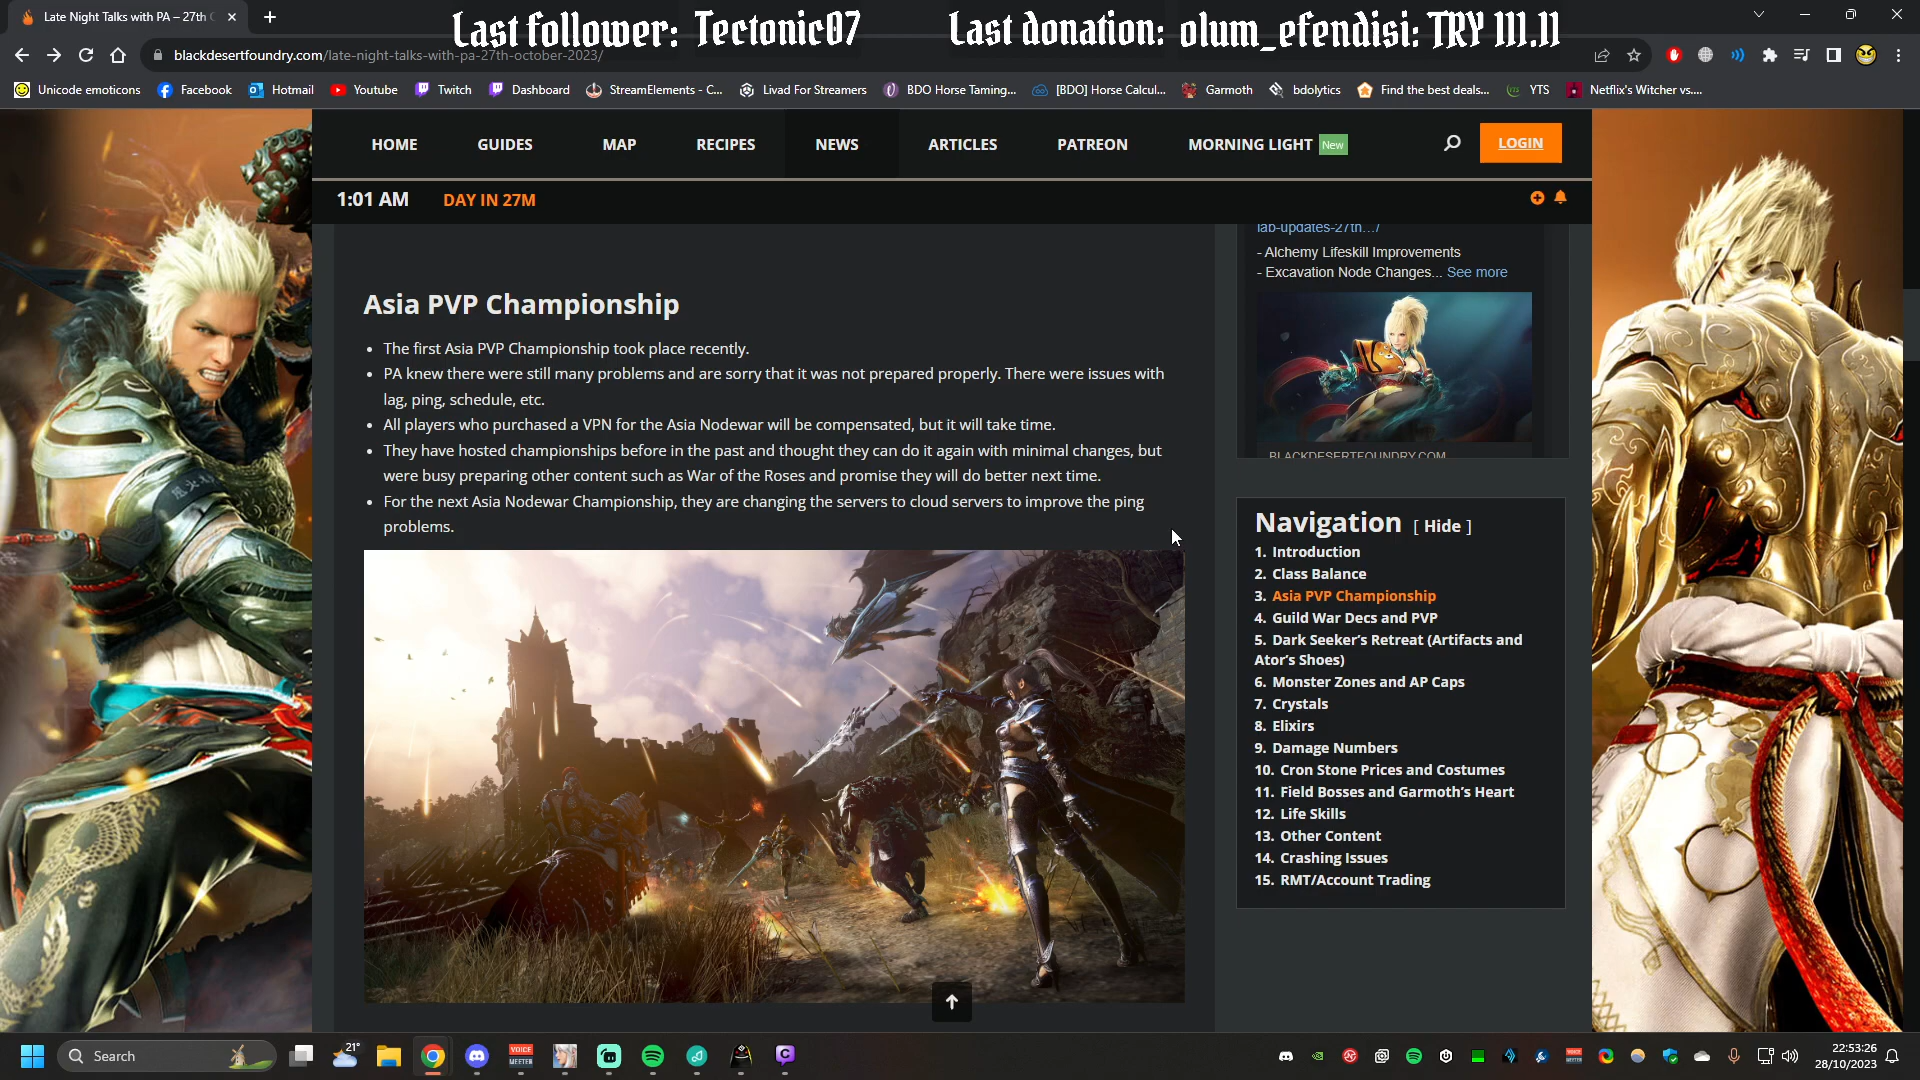 Late Night Talks with PA – 27th
Last follower: Tectonic07
Last donation: olum_efendisi: TRY 111.11
blackdesertfoundry.com/late-night-talks-with-pa-27th-october-2023/
Unicode emoticons
Facebook
Hotmail
Youtube
Twitch
Dashboard
StreamElements - C...
Livad For Streamers
BDO Horse Taming...
[BDO] Horse Calcul...
Garmoth
bdolytics
Find the best deals...
YTS
Netflix's Witcher vs....
HOME
GUIDES
MAP
RECIPES
NEWS
ARTICLES
PATREON
MORNING LIGHT New
LOGIN
1:01 AM
DAY IN 27M
Asia PVP Championship
• The first Asia PVP Championship took place recently.
• PA knew there were still many problems and are sorry that it was not prepared properly. There were issues with
lag, ping, schedule, etc.
• All players who purchased a VPN for the Asia Nodewar will be compensated, but it will take time.
• They have hosted championships before in the past and thought they can do it again with minimal changes, but
were busy preparing other content such as War of the Roses and promise they will do better next time.
• For the next Asia Nodewar Championship, they are changing the servers to cloud servers to improve the ping
problems.
lab-updates-27th.../
- Alchemy Lifeskill Improvements
- Excavation Node Changes... See more
BLACKDESERTFOUNDRY.COM
Navigation [ Hide ]
1. Introduction
2. Class Balance
3. Asia PVP Championship
4. Guild War Decs and PVP
5. Dark Seeker's Retreat (Artifacts and
Ator's Shoes)
6. Monster Zones and AP Caps
7. Crystals
8. Elixirs
9. Damage Numbers
10. Cron Stone Prices and Costumes
11. Field Bosses and Garmoth's Heart
12. Life Skills
13. Other Content
14. Crashing Issues
15. RMT/Account Trading
Search
21°
VOICE
MEETER
22:53:26
28/10/2023